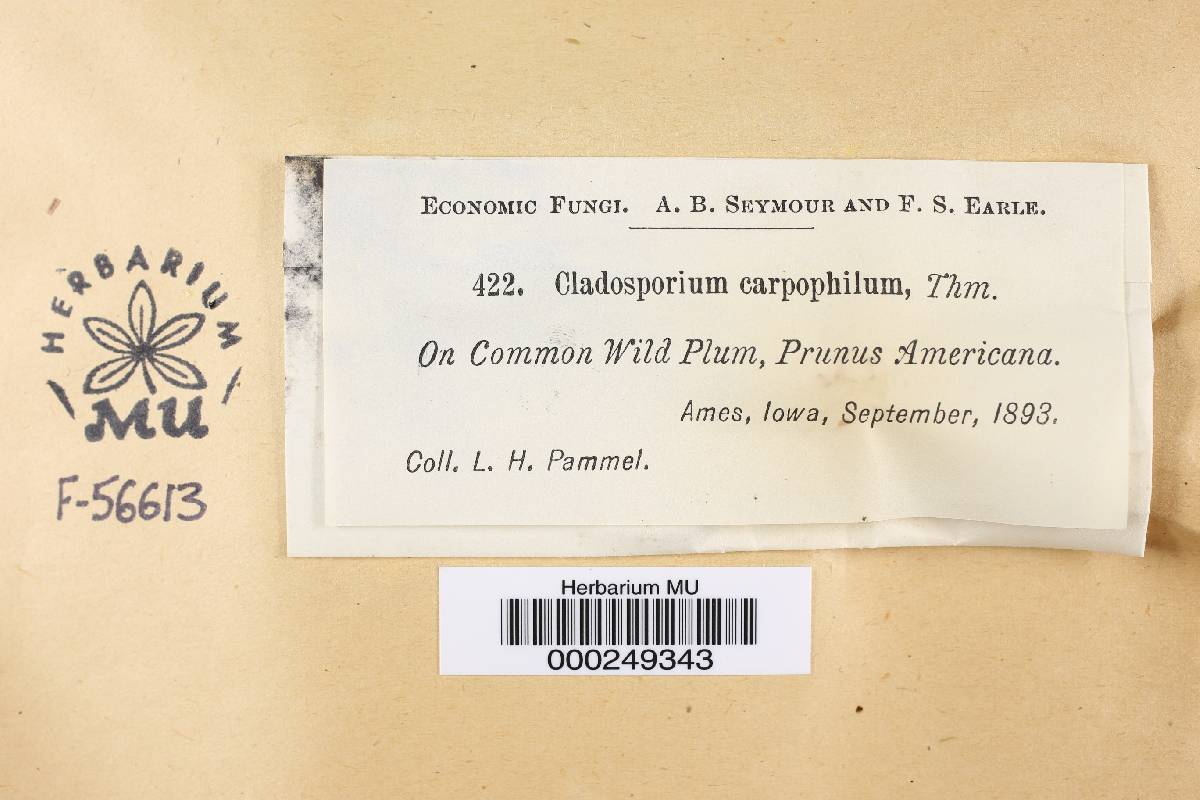 HERBARIUM
MU
F-56613
ECONOMIC FUNGI. A. B. SEYMOUR AND F. S. EARLE.
422. Cladosporium carpophilum, Thm.
On Common Wild Plum, Prunus Americana.
Ames, Iowa, September, 1893.
Coll. L. H. Pammel.
Herbarium MU
000249343